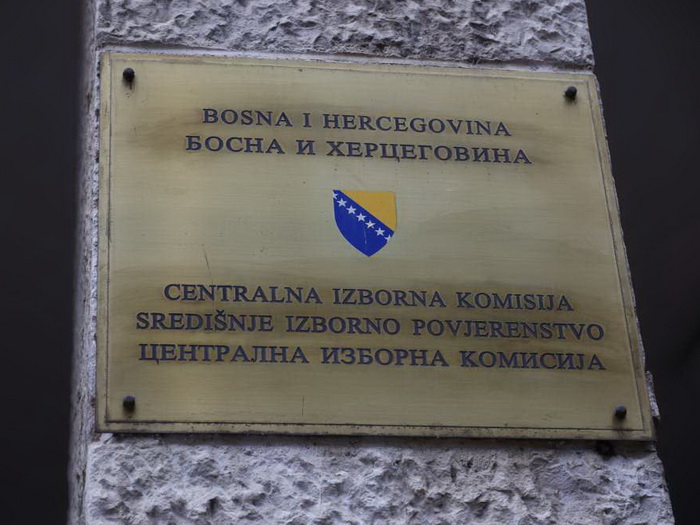 BOSNA I HERCEGOVINA
БОСНА И ХЕРЦЕГОВИНА
CENTRALNA IZBORNA KOMISIJA
SREDIŠNJE IZBORNO POVJERENSTVO
ЦЕНТРАЛНА ИЗБОРНА КОМИСИЈА